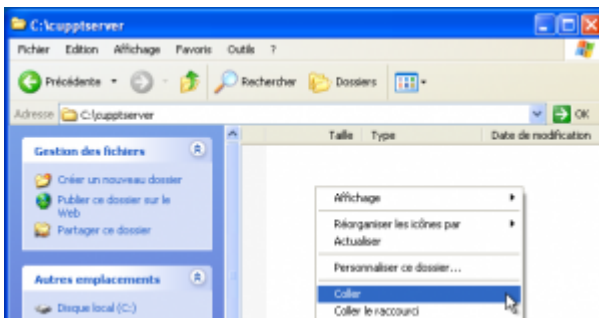 C:\cupptserver
Fichier Edition Affichage Favoris Outils ?
Précédente Rechercher Dossiers
Adresse C:\cupptserver OK
Taille Type Date de modification
Gestion des fichiers
Créer un nouveau dossier
Publier ce dossier sur le
Web
Partager ce dossier
Autres emplacements
Disque local (C:)
Affichage
Réorganiser les icônes par
Actualiser
Personnaliser ce dossier...
Coller
Coller le raccourci